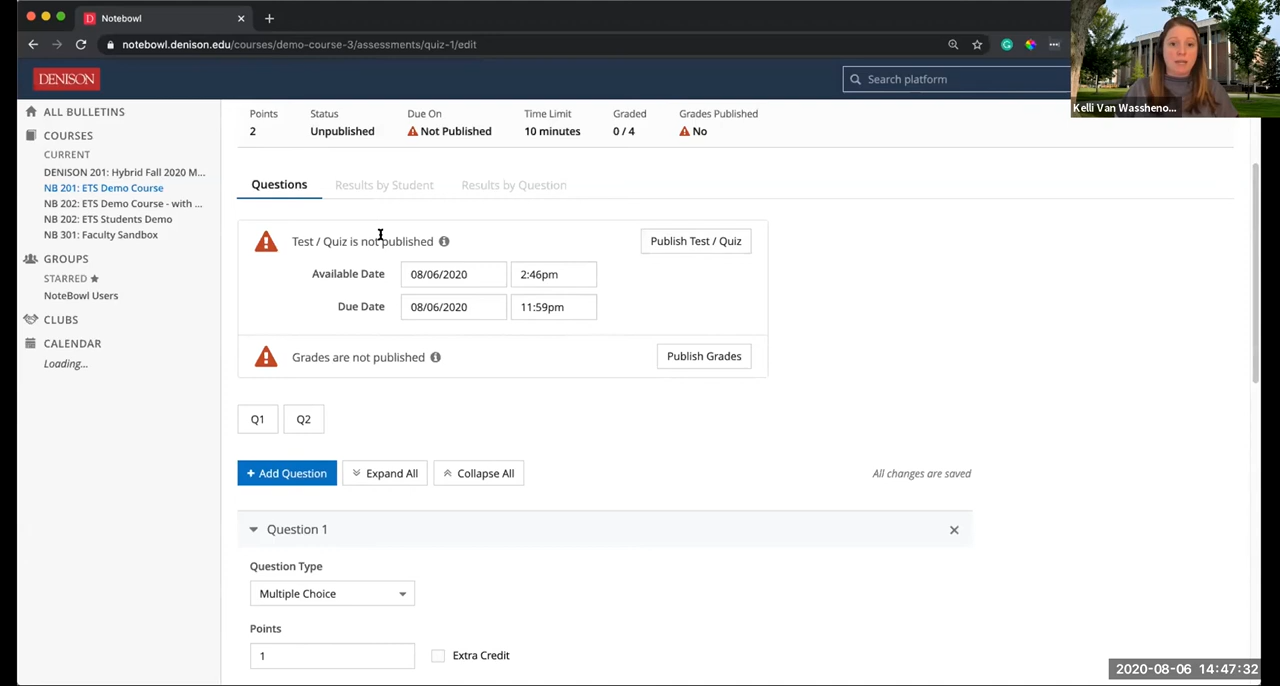 Notebowl
notebowl.denison.edu/courses/demo-course-3/assessments/quiz-1/edit
DENISON
Search platform
Kelli Van Wassheno...
ALL BULLETINS
COURSES
CURRENT
DENISON 201: Hybrid Fall 2020 M...
NB 201: ETS Demo Course
NB 202: ETS Demo Course - with ...
NB 202: ETS Students Demo
NB 301: Faculty Sandbox
GROUPS
STARRED
NoteBowl Users
CLUBS
CALENDAR
Loading...
Points Status Due On Time Limit Graded Grades Published
2 Unpublished Not Published 10 minutes 0 / 4 No
Questions Results by Student Results by Question
Test / Quiz is not published Publish Test / Quiz
Available Date 08/06/2020 2:46pm
Due Date 08/06/2020 11:59pm
Grades are not published Publish Grades
Q1 Q2
+ Add Question Expand All Collapse All All changes are saved
Question 1
Question Type
Multiple Choice
Points
1 Extra Credit
2020-08-06 14:47:32